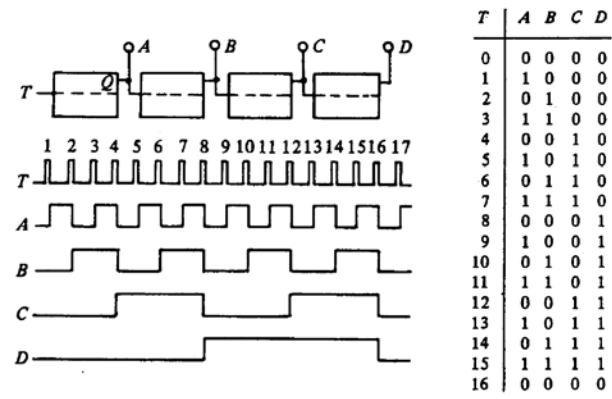 A B C D
Q
T
1 2 3 4 5 6 7 8 9 10 11 12 13 14 15 16 17
T
A
B
C
D
T A B C D
0 0 0 0 0
1 1 0 0 0
2 0 1 0 0
3 1 1 0 0
4 0 0 1 0
5 1 0 1 0
6 0 1 1 0
7 1 1 1 0
8 0 0 0 1
9 1 0 0 1
10 0 1 0 1
11 1 1 0 1
12 0 0 1 1
13 1 0 1 1
14 0 1 1 1
15 1 1 1 1
16 0 0 0 0